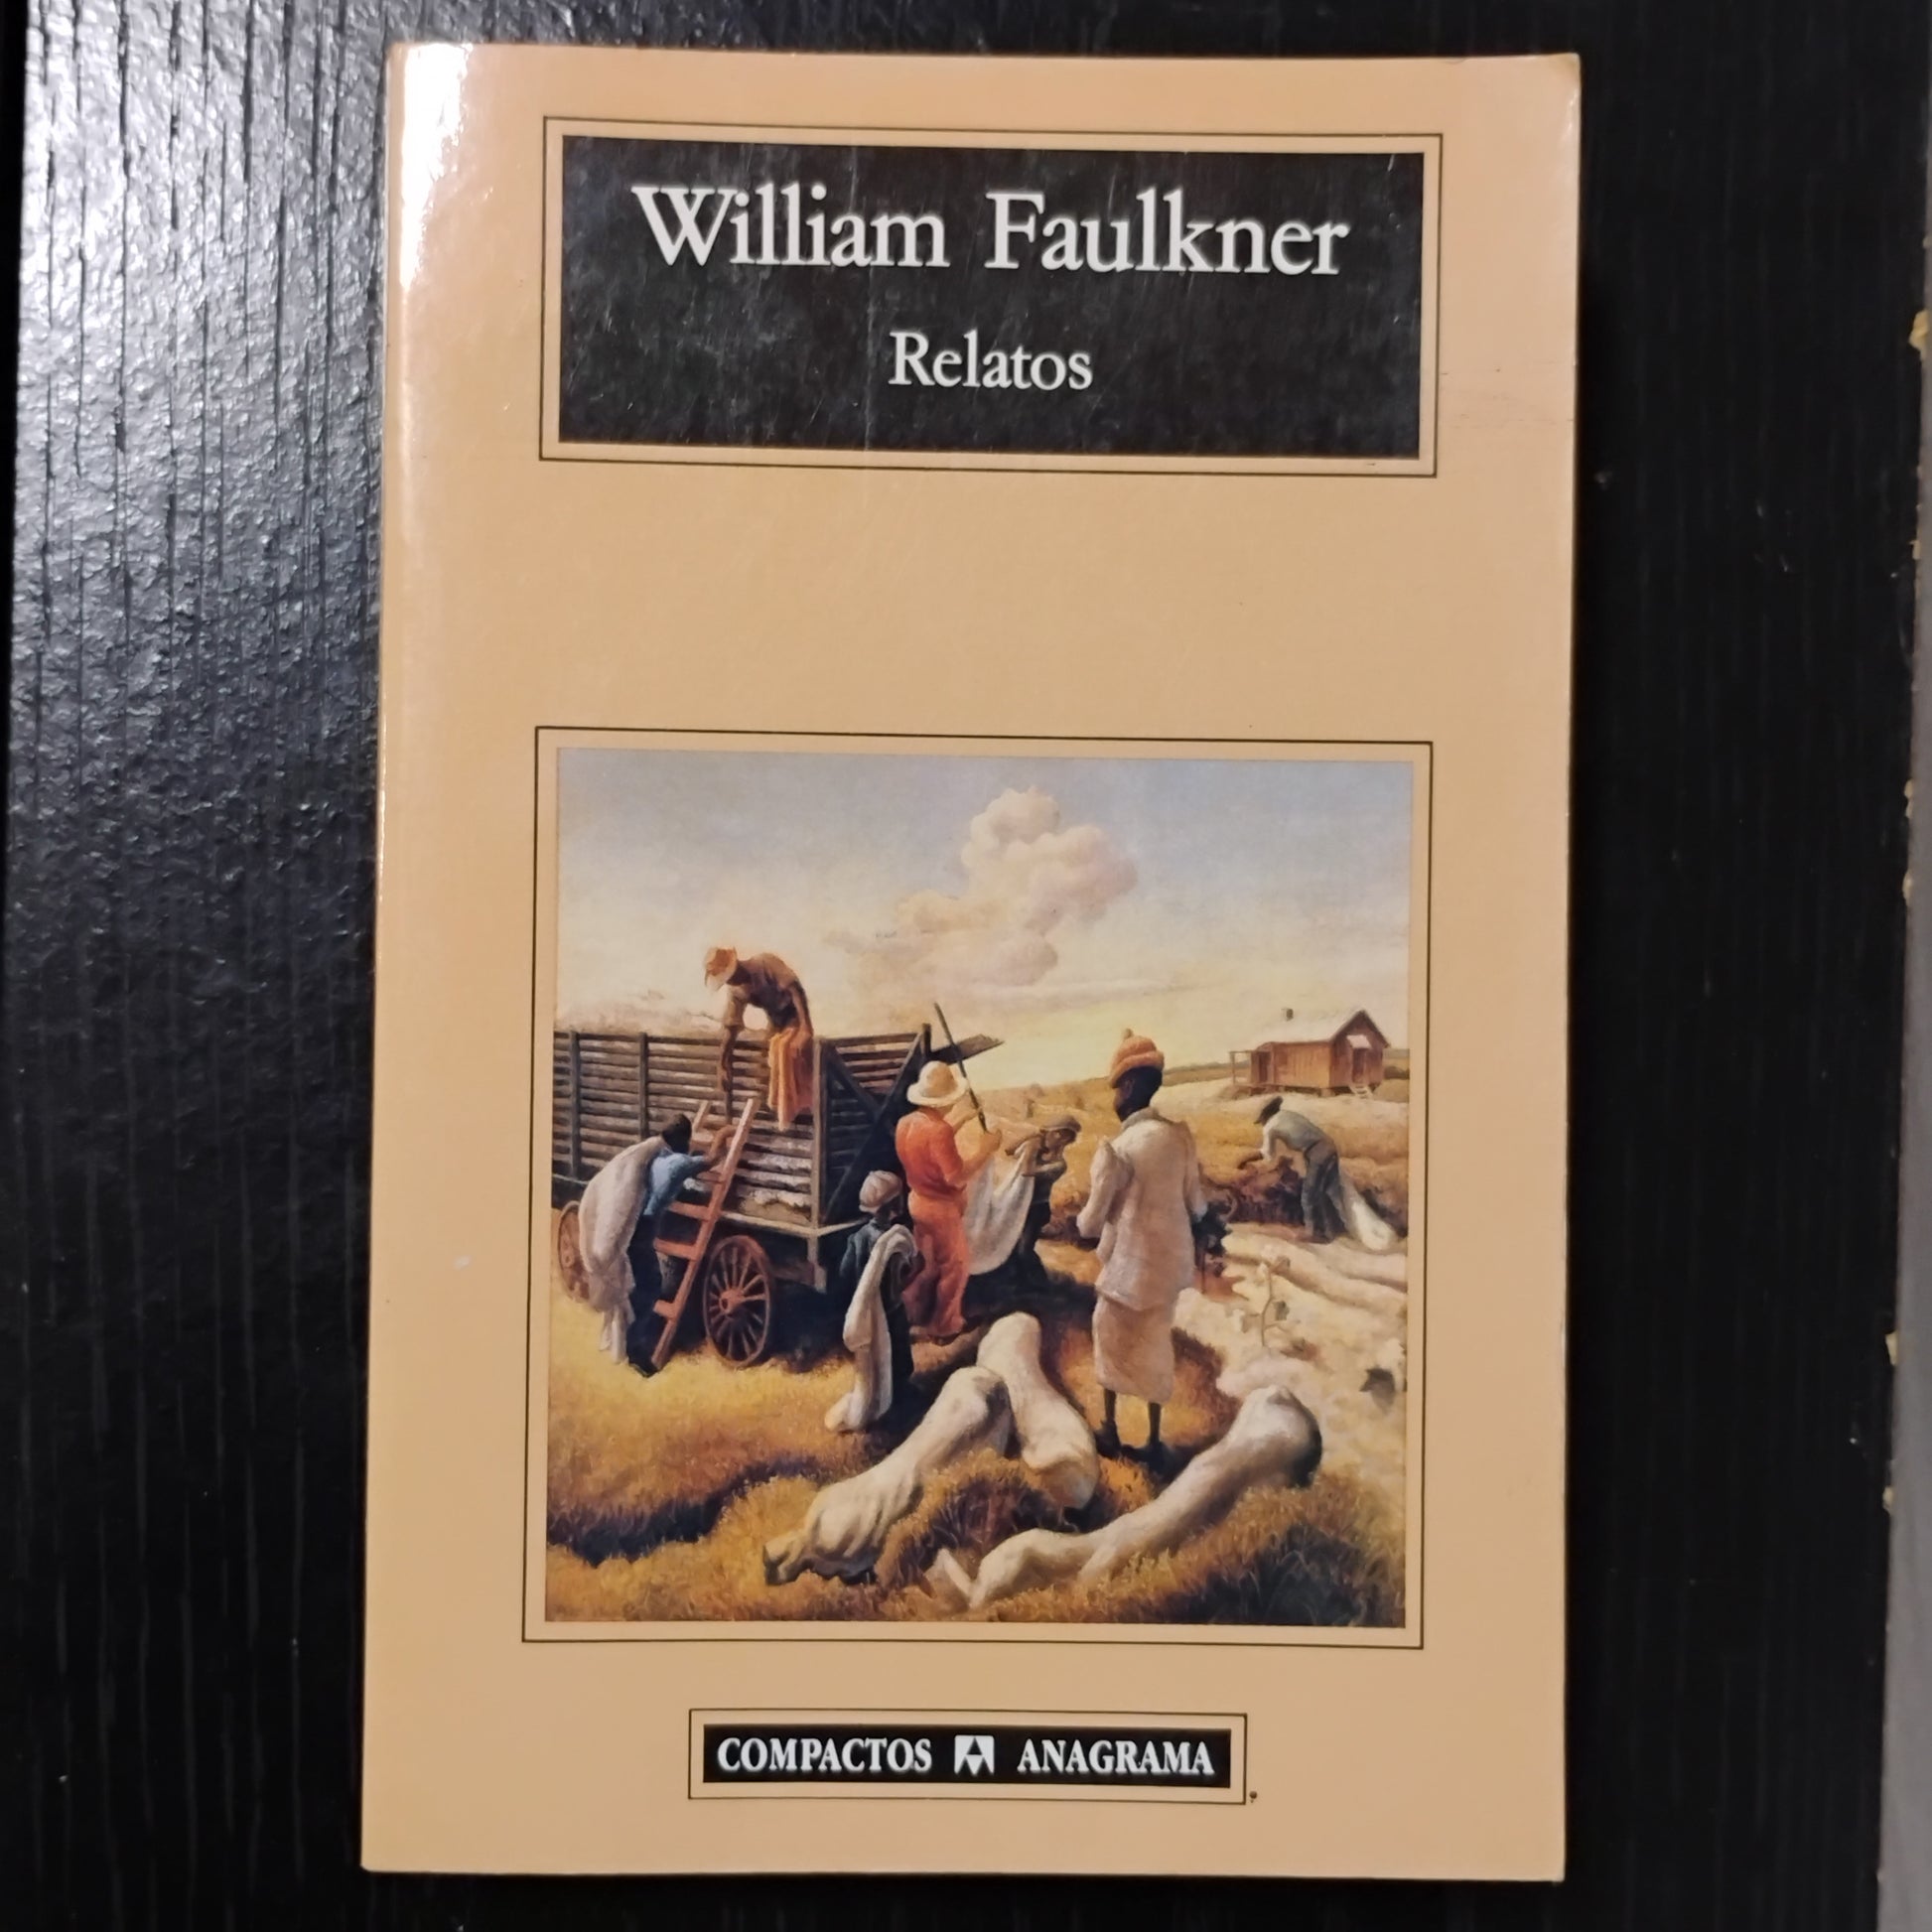 William Faulkner
Relatos
COMPACTOS ANAGRAMA